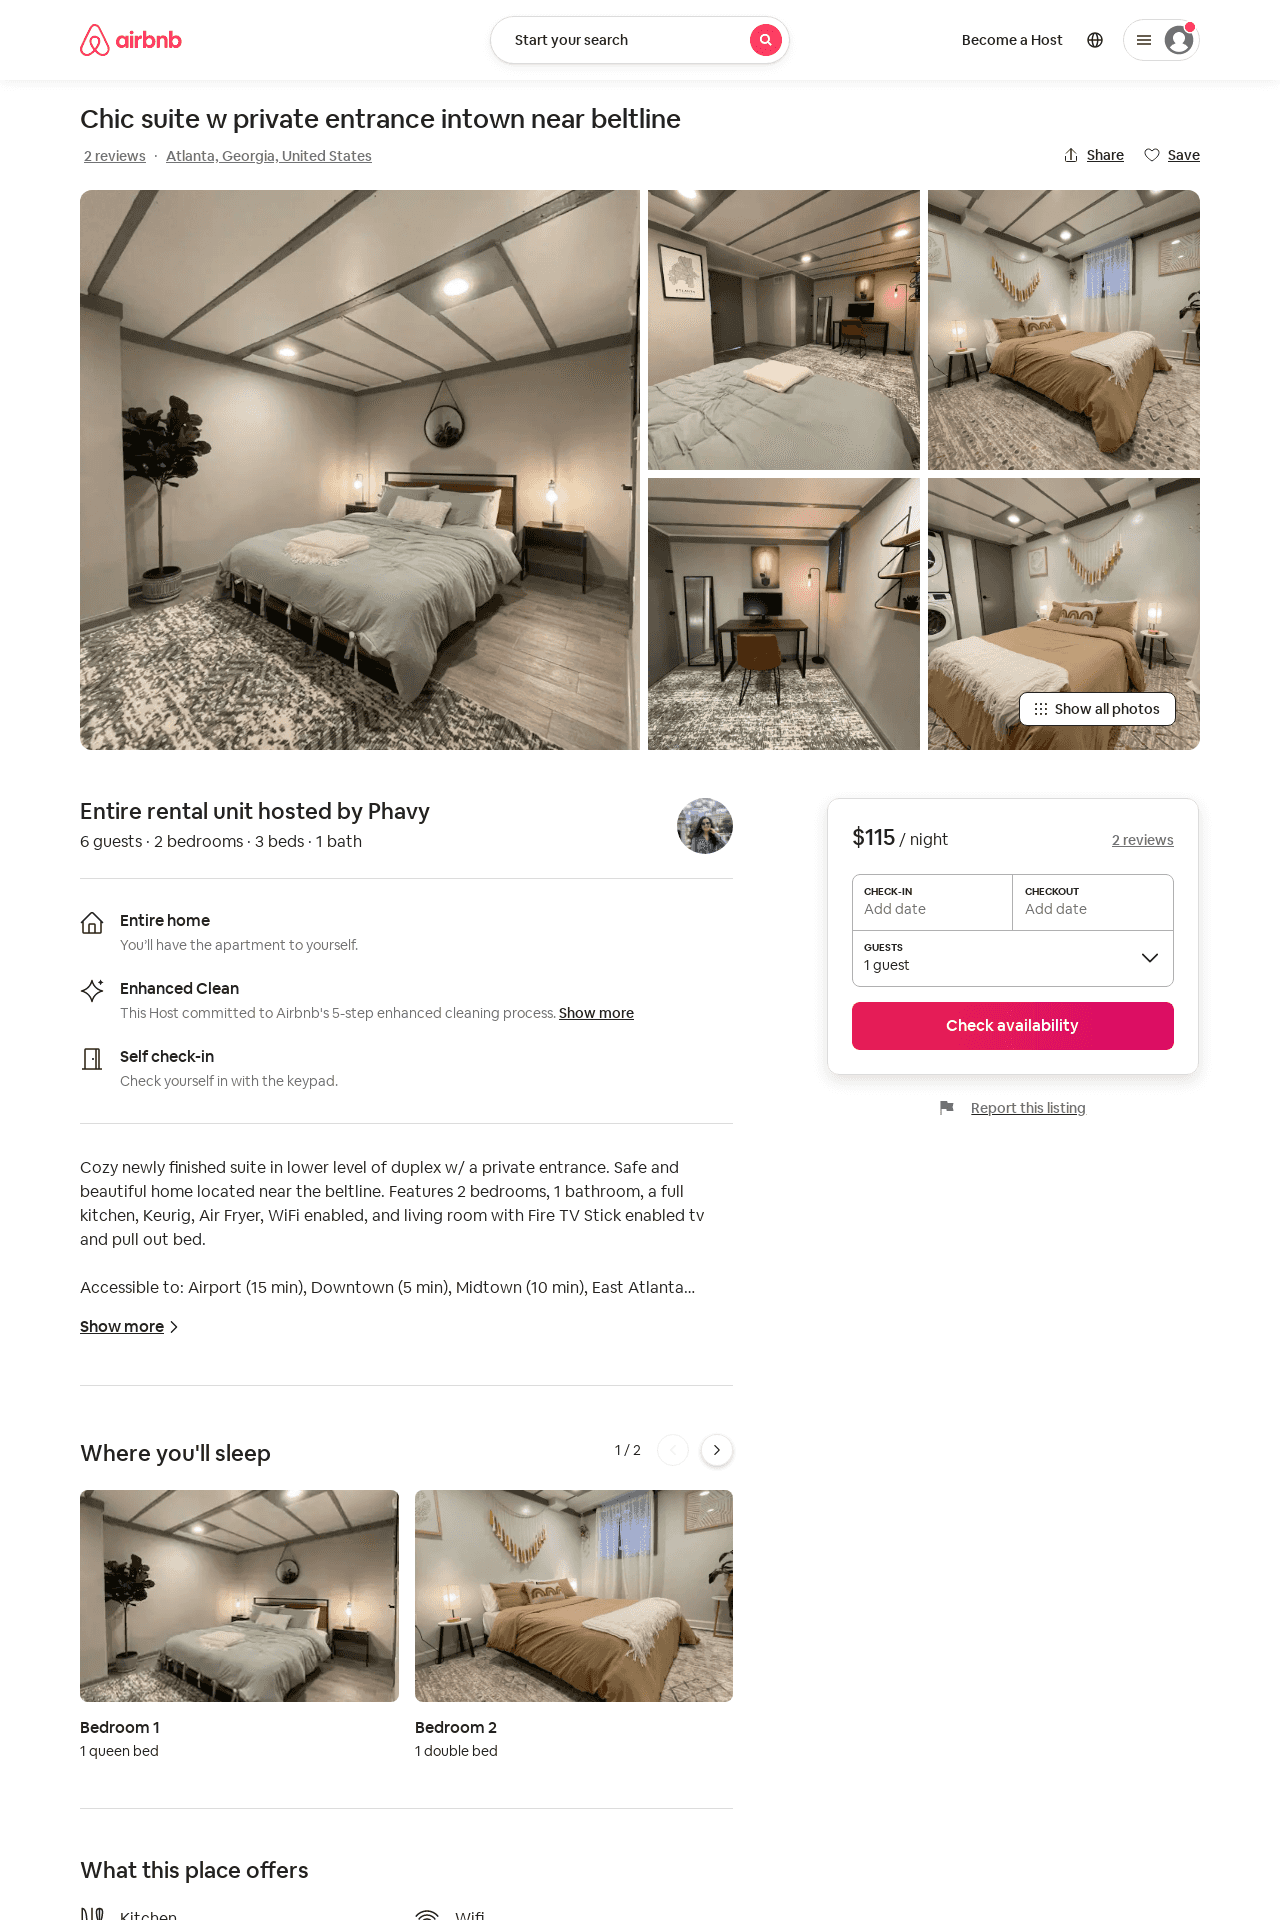 airbnb
Start your search
Become a Host
Chic suite w private entrance intown near beltline
2 reviews · Atlanta, Georgia, United States
Share
Save
Show all photos
Entire rental unit hosted by Phavy
6 guests · 2 bedrooms · 3 beds · 1 bath
Entire home
You'll have the apartment to yourself.
Enhanced Clean
This Host committed to Airbnb's 5-step enhanced cleaning process. Show more
Self check-in
Check yourself in with the keypad.
$115 / night
2 reviews
CHECK-IN
Add date
CHECKOUT
Add date
GUESTS
1 guest
Check availability
Report this listing
Cozy newly finished suite in lower level of duplex w/ a private entrance. Safe and
beautiful home located near the beltline. Features 2 bedrooms, 1 bathroom, a full
kitchen, Keurig, Air Fryer, WiFi enabled, and living room with Fire TV Stick enabled tv
and pull out bed.
Accessible to: Airport (15 min), Downtown (5 min), Midtown (10 min), East Atlanta...
Show more
Where you'll sleep
1 / 2
Bedroom 1
1 queen bed
Bedroom 2
1 double bed
What this place offers
Kitchen
Wifi